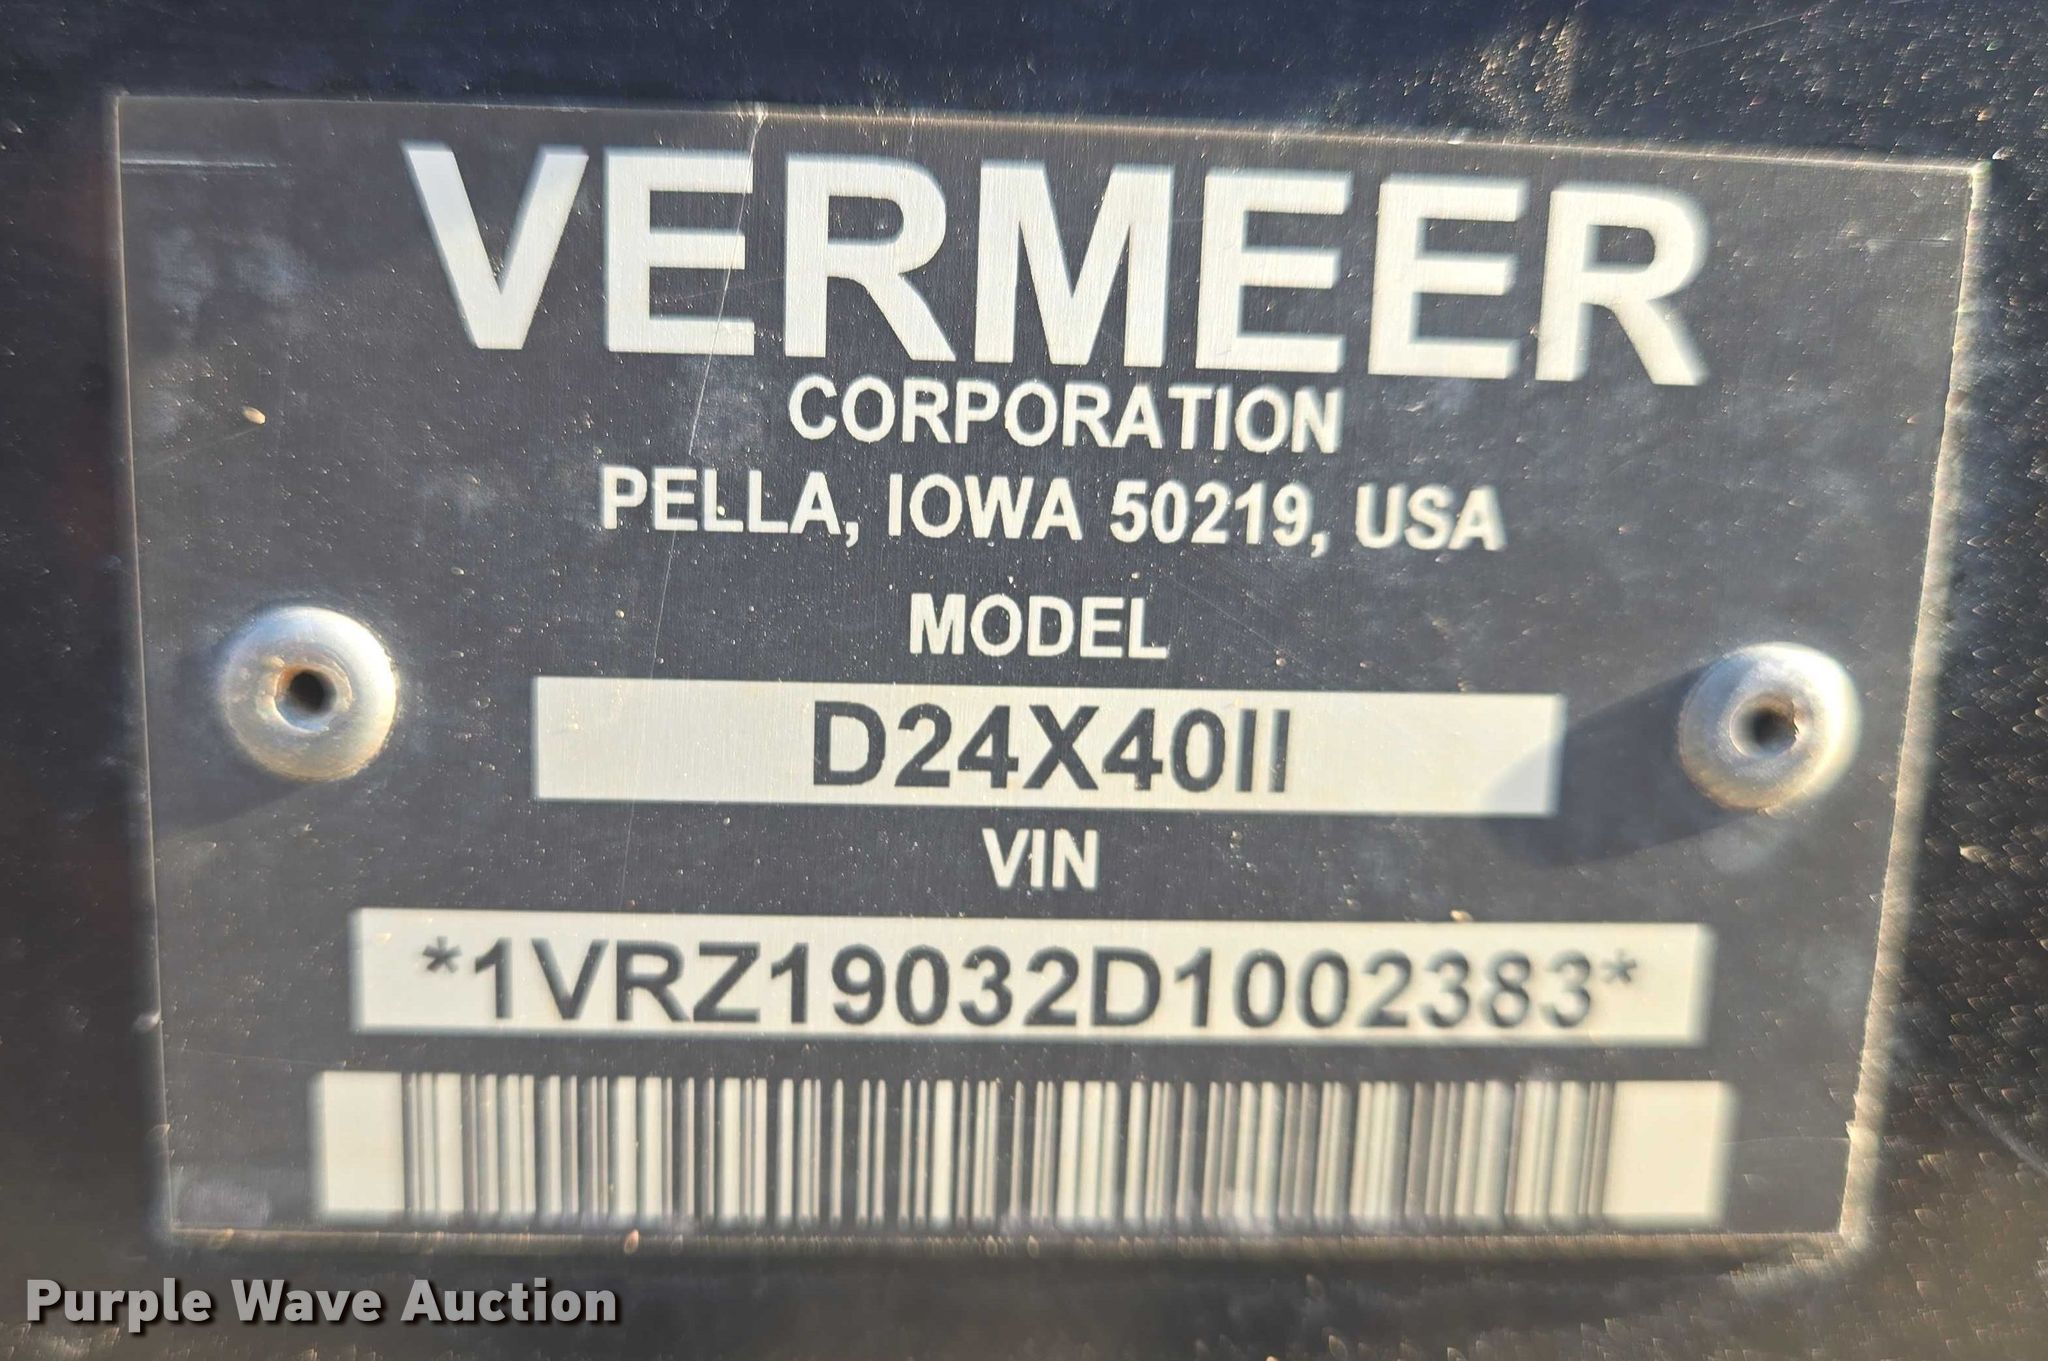 VERMEER
CORPORATION
PELLA, IOWA 50219, USA
MODEL
D24X40II
VIN
*1VRZ19032D1002383*
Purple Wave Auction